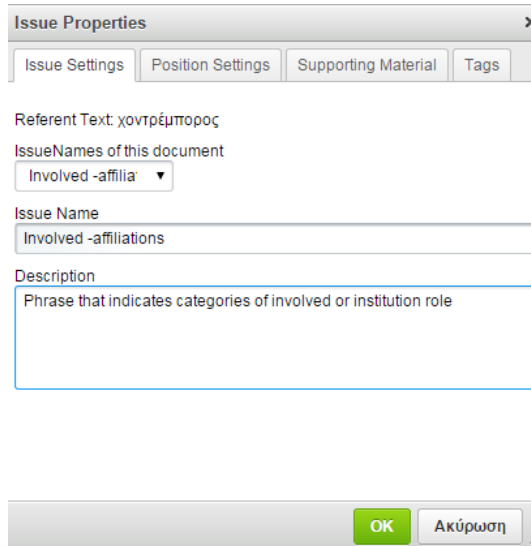 Issue Properties
Issue Settings Position Settings Supporting Material Tags
Referent Text: χοντρέμπορος
IssueNames of this document
Involved -affilia
Issue Name
Involved -affiliations
Description
Phrase that indicates categories of involved or institution role
OK Ακύρωση